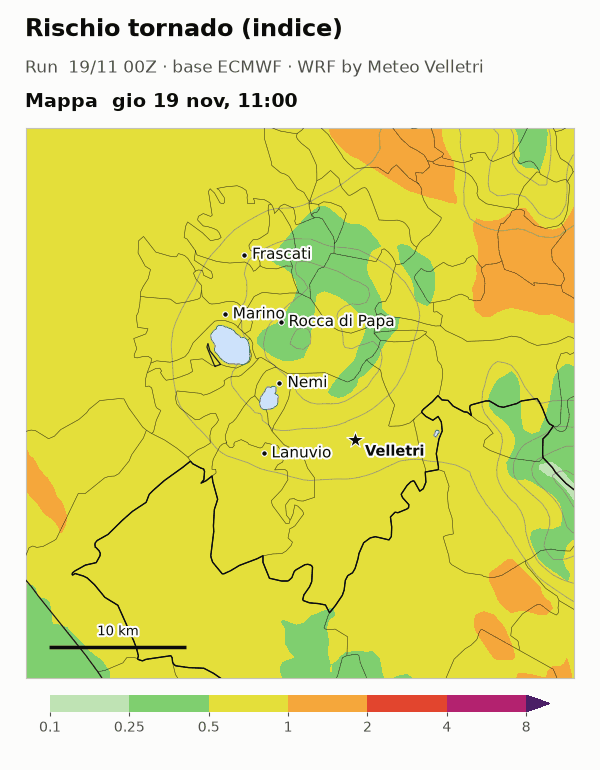 Rischio tornado (indice)
Run  19/11 00Z · base ECMWF · WRF by Meteo Velletri
Mappa  gio 19 nov, 11:00
Frascati
Marino
Rocca di Papa
Nemi
Velletri
Lanuvio
10 km
0.1 0.25 0.5 1 2 4 8